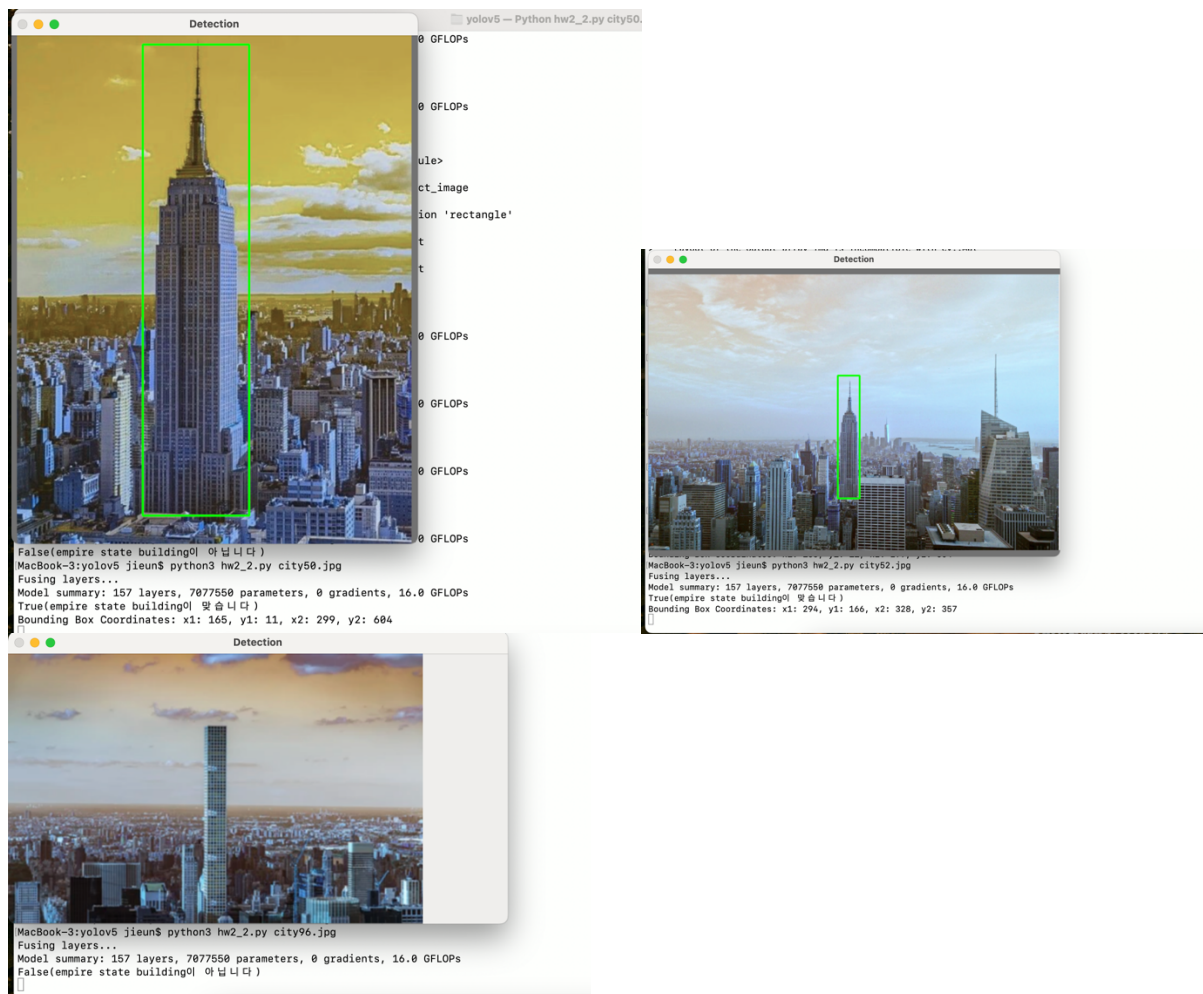 Detection
yolov5 — Python hw2_2.py city50.
0 GFLOPs
0 GFLOPs
ule>
ct_image
ion 'rectangle'
t
t
0 GFLOPs
0 GFLOPs
0 GFLOPs
0 GFLOPs
False(empire state building이 아닙니다)
MacBook-3:yolov5 jieun$ python3 hw2_2.py city50.jpg
Fusing layers...
Model summary: 157 layers, 7077550 parameters, 0 gradients, 16.0 GFLOPs
True(empire state building이 맞습니다)
Bounding Box Coordinates: x1: 165, y1: 11, x2: 299, y2: 604
Detection
MacBook-3:yolov5 jieun$ python3 hw2_2.py city52.jpg
Fusing layers...
Model summary: 157 layers, 7077550 parameters, 0 gradients, 16.0 GFLOPs
True(empire state building이 맞습니다)
Bounding Box Coordinates: x1: 294, y1: 166, x2: 328, y2: 357
Detection
MacBook-3:yolov5 jieun$ python3 hw2_2.py city96.jpg
Fusing layers...
Model summary: 157 layers, 7077550 parameters, 0 gradients, 16.0 GFLOPs
False(empire state building이 아닙니다)